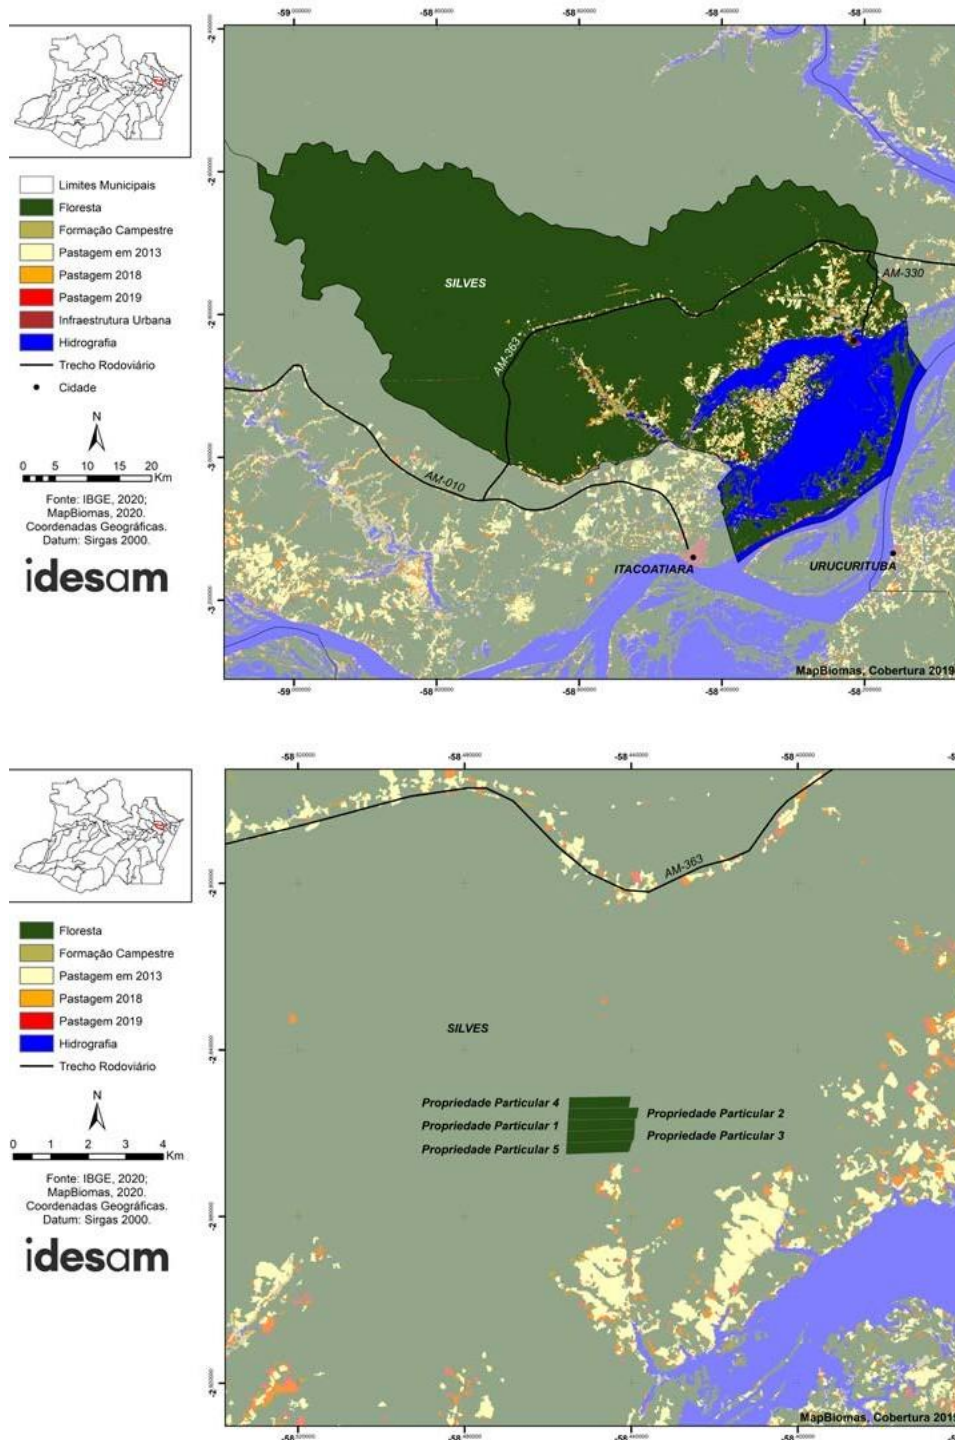 Limites Municipais
Floresta
Formação Campestre
Pastagem em 2013
Pastagem 2018
Pastagem 2019
Infraestrutura Urbana
Hidrografia
Trecho Rodoviário
Cidade
N
0 5 10 15 20
Km
Fonte: IBGE, 2020;
MapBiomas, 2020.
Coordenadas Geográficas.
Datum: Sirgas 2000.
idesam
SILVES
AM-330
AM-363
AM-010
ITACOATIARA
URUCURITUBA
MapBiomas, Cobertura 2019
Floresta
Formação Campestre
Pastagem em 2013
Pastagem 2018
Pastagem 2019
Hidrografia
Trecho Rodoviário
N
0 1 2 3 4
Km
Fonte: IBGE, 2020;
MapBiomas, 2020.
Coordenadas Geográficas.
Datum: Sirgas 2000.
idesam
AM-363
SILVES
Propriedade Particular 4
Propriedade Particular 2
Propriedade Particular 1
Propriedade Particular 3
Propriedade Particular 5
MapBiomas, Cobertura 2019